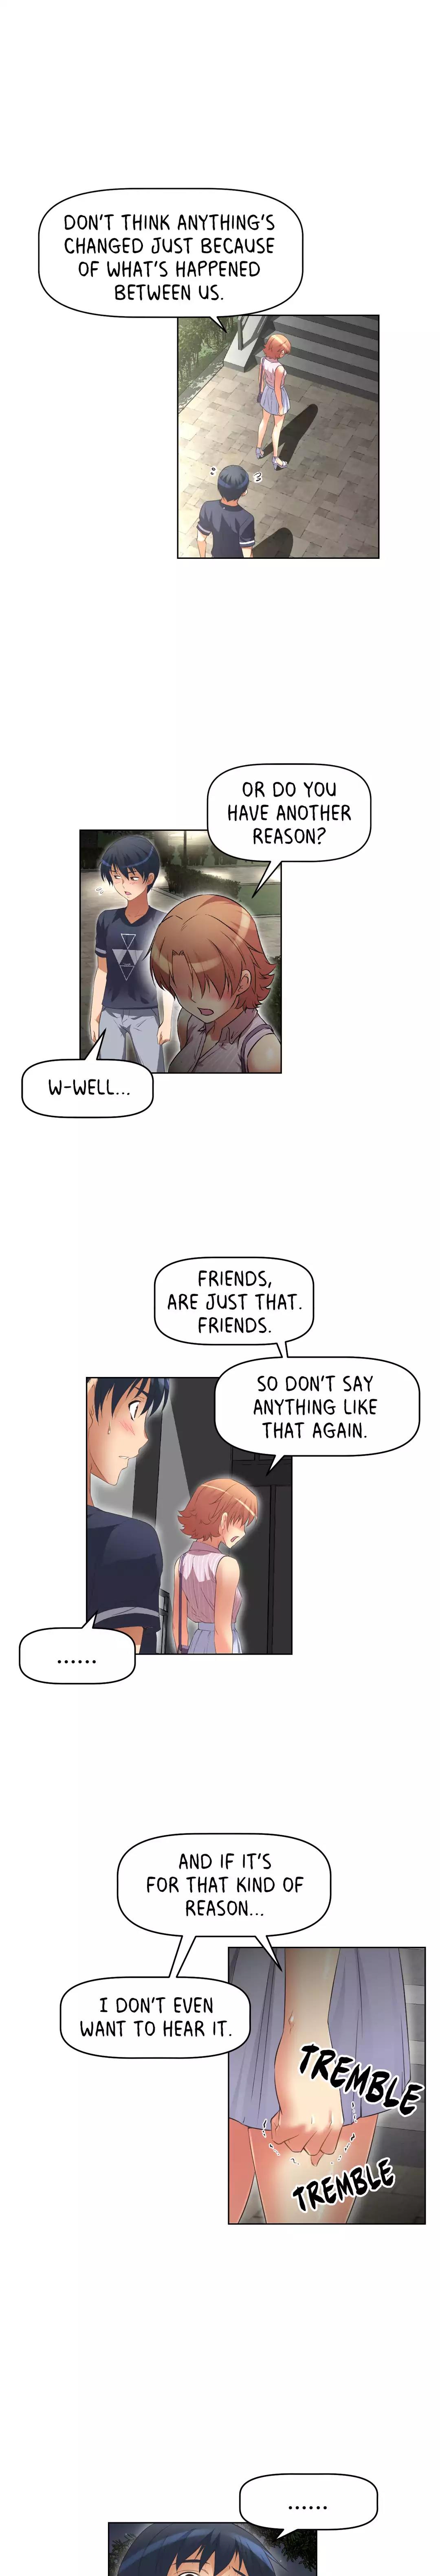 DON'T THINK ANYTHING'S
CHANGED JUST BECAUSE
OF WHAT'S HAPPENED
BETWEEN US.
OR DO YOU
HAVE ANOTHER
REASON?
W-WELL...
FRIENDS,
ARE JUST THAT.
FRIENDS.
SO DON'T SAY
ANYTHING LIKE
THAT AGAIN.
......
AND IF IT'S
FOR THAT KIND OF
REASON...
I DON'T EVEN
WANT TO HEAR IT.
TREMBLE
TREMBLE
......